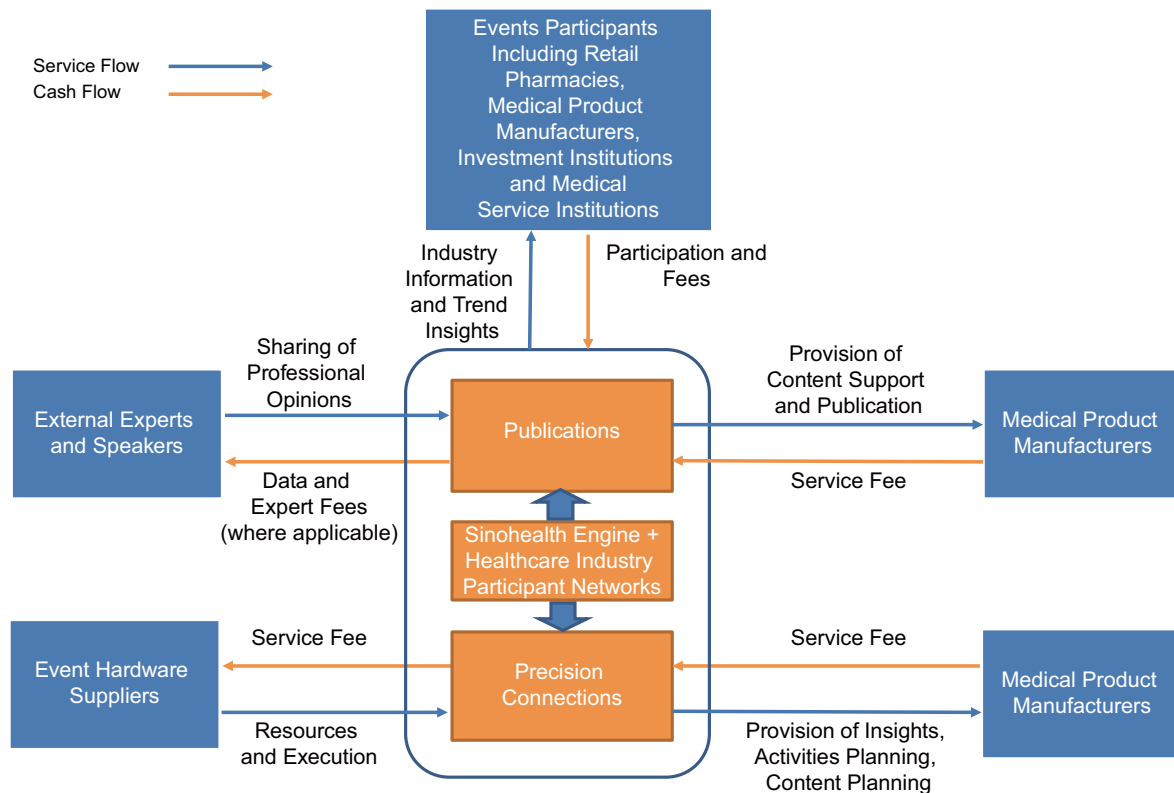 Service Flow
Cash Flow
Events Participants
Including Retail
Pharmacies,
Medical Product
Manufacturers,
Investment Institutions
and Medical
Service Institutions
Industry
Information
and Trend
Insights
Participation and
Fees
Sharing of
Professional
Opinions
Provision of
Content Support
and Publication
External Experts
and Speakers
Publications
Medical Product
Manufacturers
Data and
Expert Fees
(where applicable)
Service Fee
Sinohealth Engine +
Healthcare Industry
Participant Networks
Service Fee
Service Fee
Event Hardware
Suppliers
Precision
Connections
Medical Product
Manufacturers
Resources
and Execution
Provision of Insights,
Activities Planning,
Content Planning